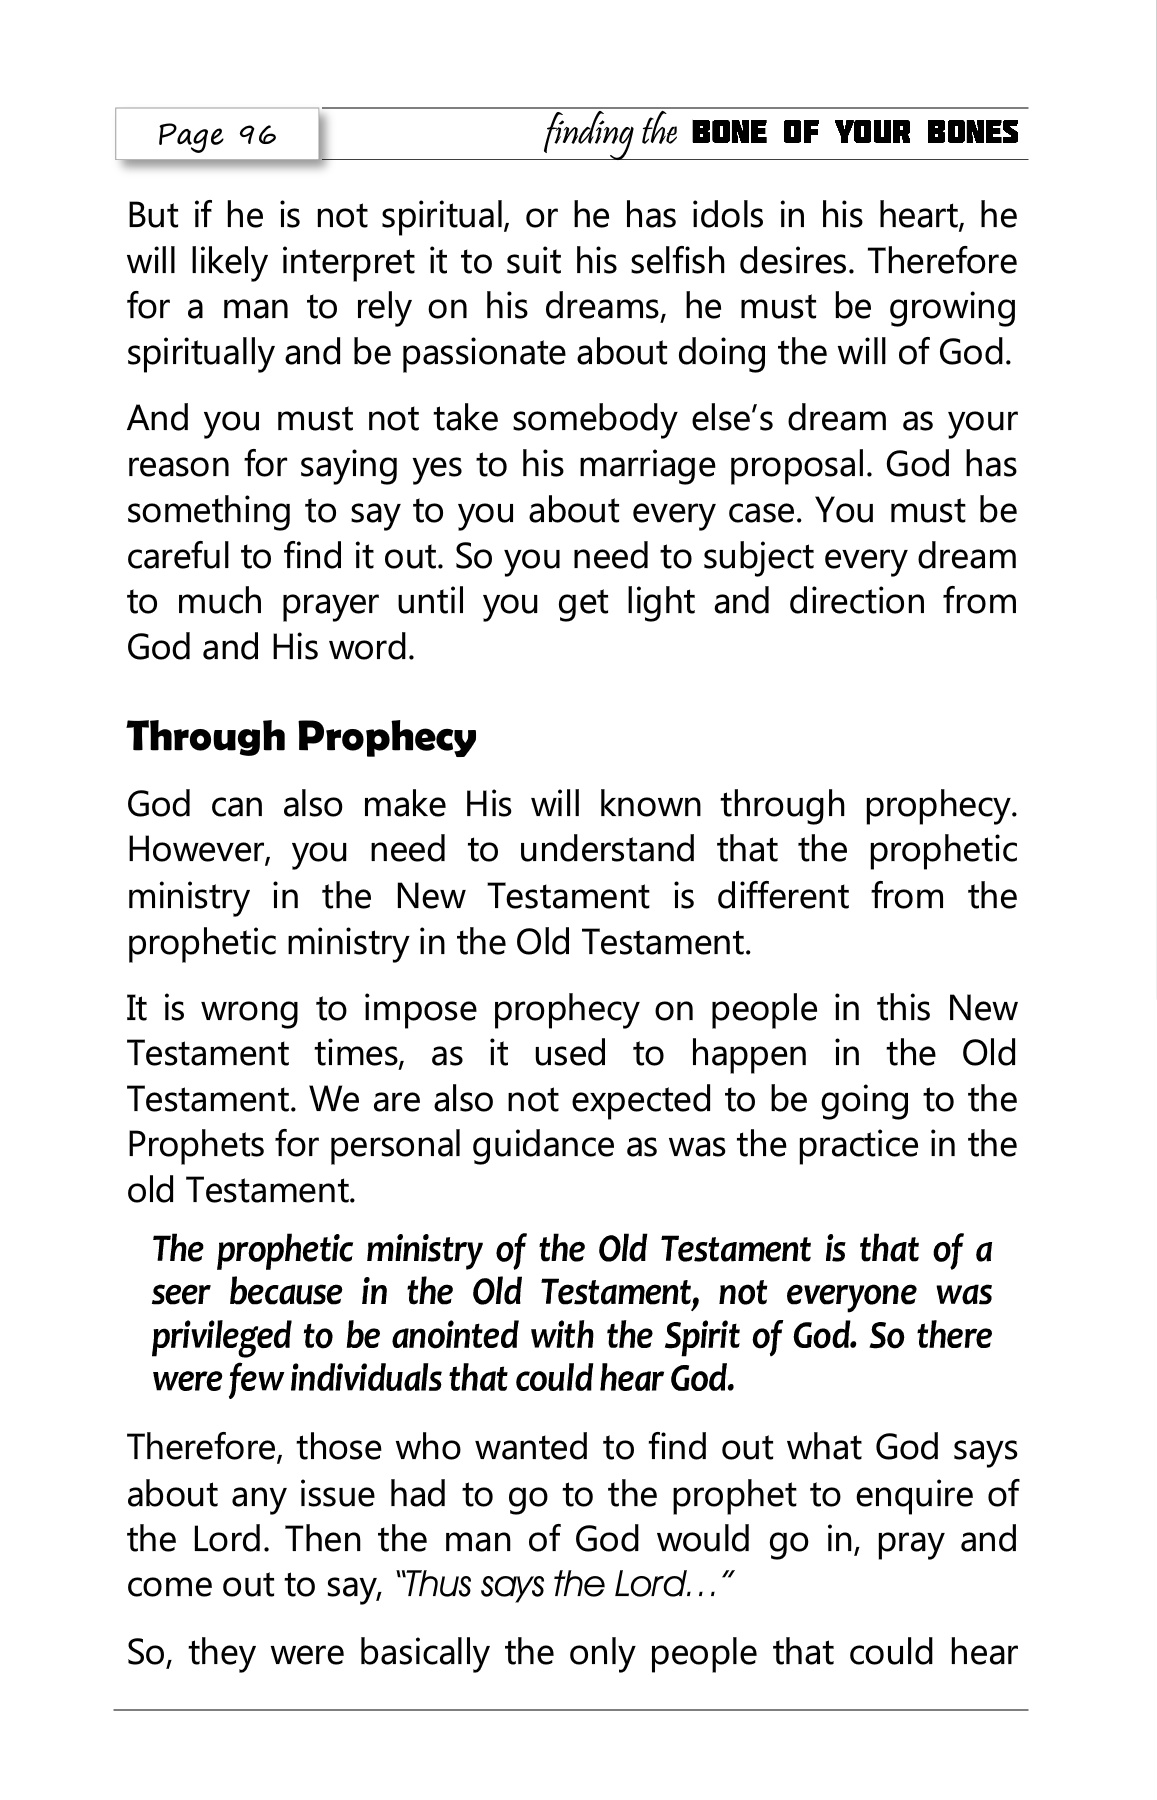 Page 96
finding the BONE OF YOUR BONES
But if he is not spiritual, or he has idols in his heart, he
will likely interpret it to suit his selfish desires. Therefore
for a man to rely on his dreams, he must be growing
spiritually and be passionate about doing the will of God.
And you must not take somebody else’s dream as your
reason for saying yes to his marriage proposal. God has
something to say to you about every case. You must be
careful to find it out. So you need to subject every dream
to much prayer until you get light and direction from
God and His word.
Through Prophecy
God can also make His will known through prophecy.
However, you need to understand that the prophetic
ministry in the New Testament is different from the
prophetic ministry in the Old Testament.
It is wrong to impose prophecy on people in this New
Testament times, as it used to happen in the Old
Testament. We are also not expected to be going to the
Prophets for personal guidance as was the practice in the
old Testament.
The prophetic ministry of the Old Testament is that of a
seer because in the Old Testament, not everyone was
privileged to be anointed with the Spirit of God. So there
were few individuals that could hear God.
Therefore, those who wanted to find out what God says
about any issue had to go to the prophet to enquire of
the Lord. Then the man of God would go in, pray and
come out to say, “Thus says the Lord…”
So, they were basically the only people that could hear